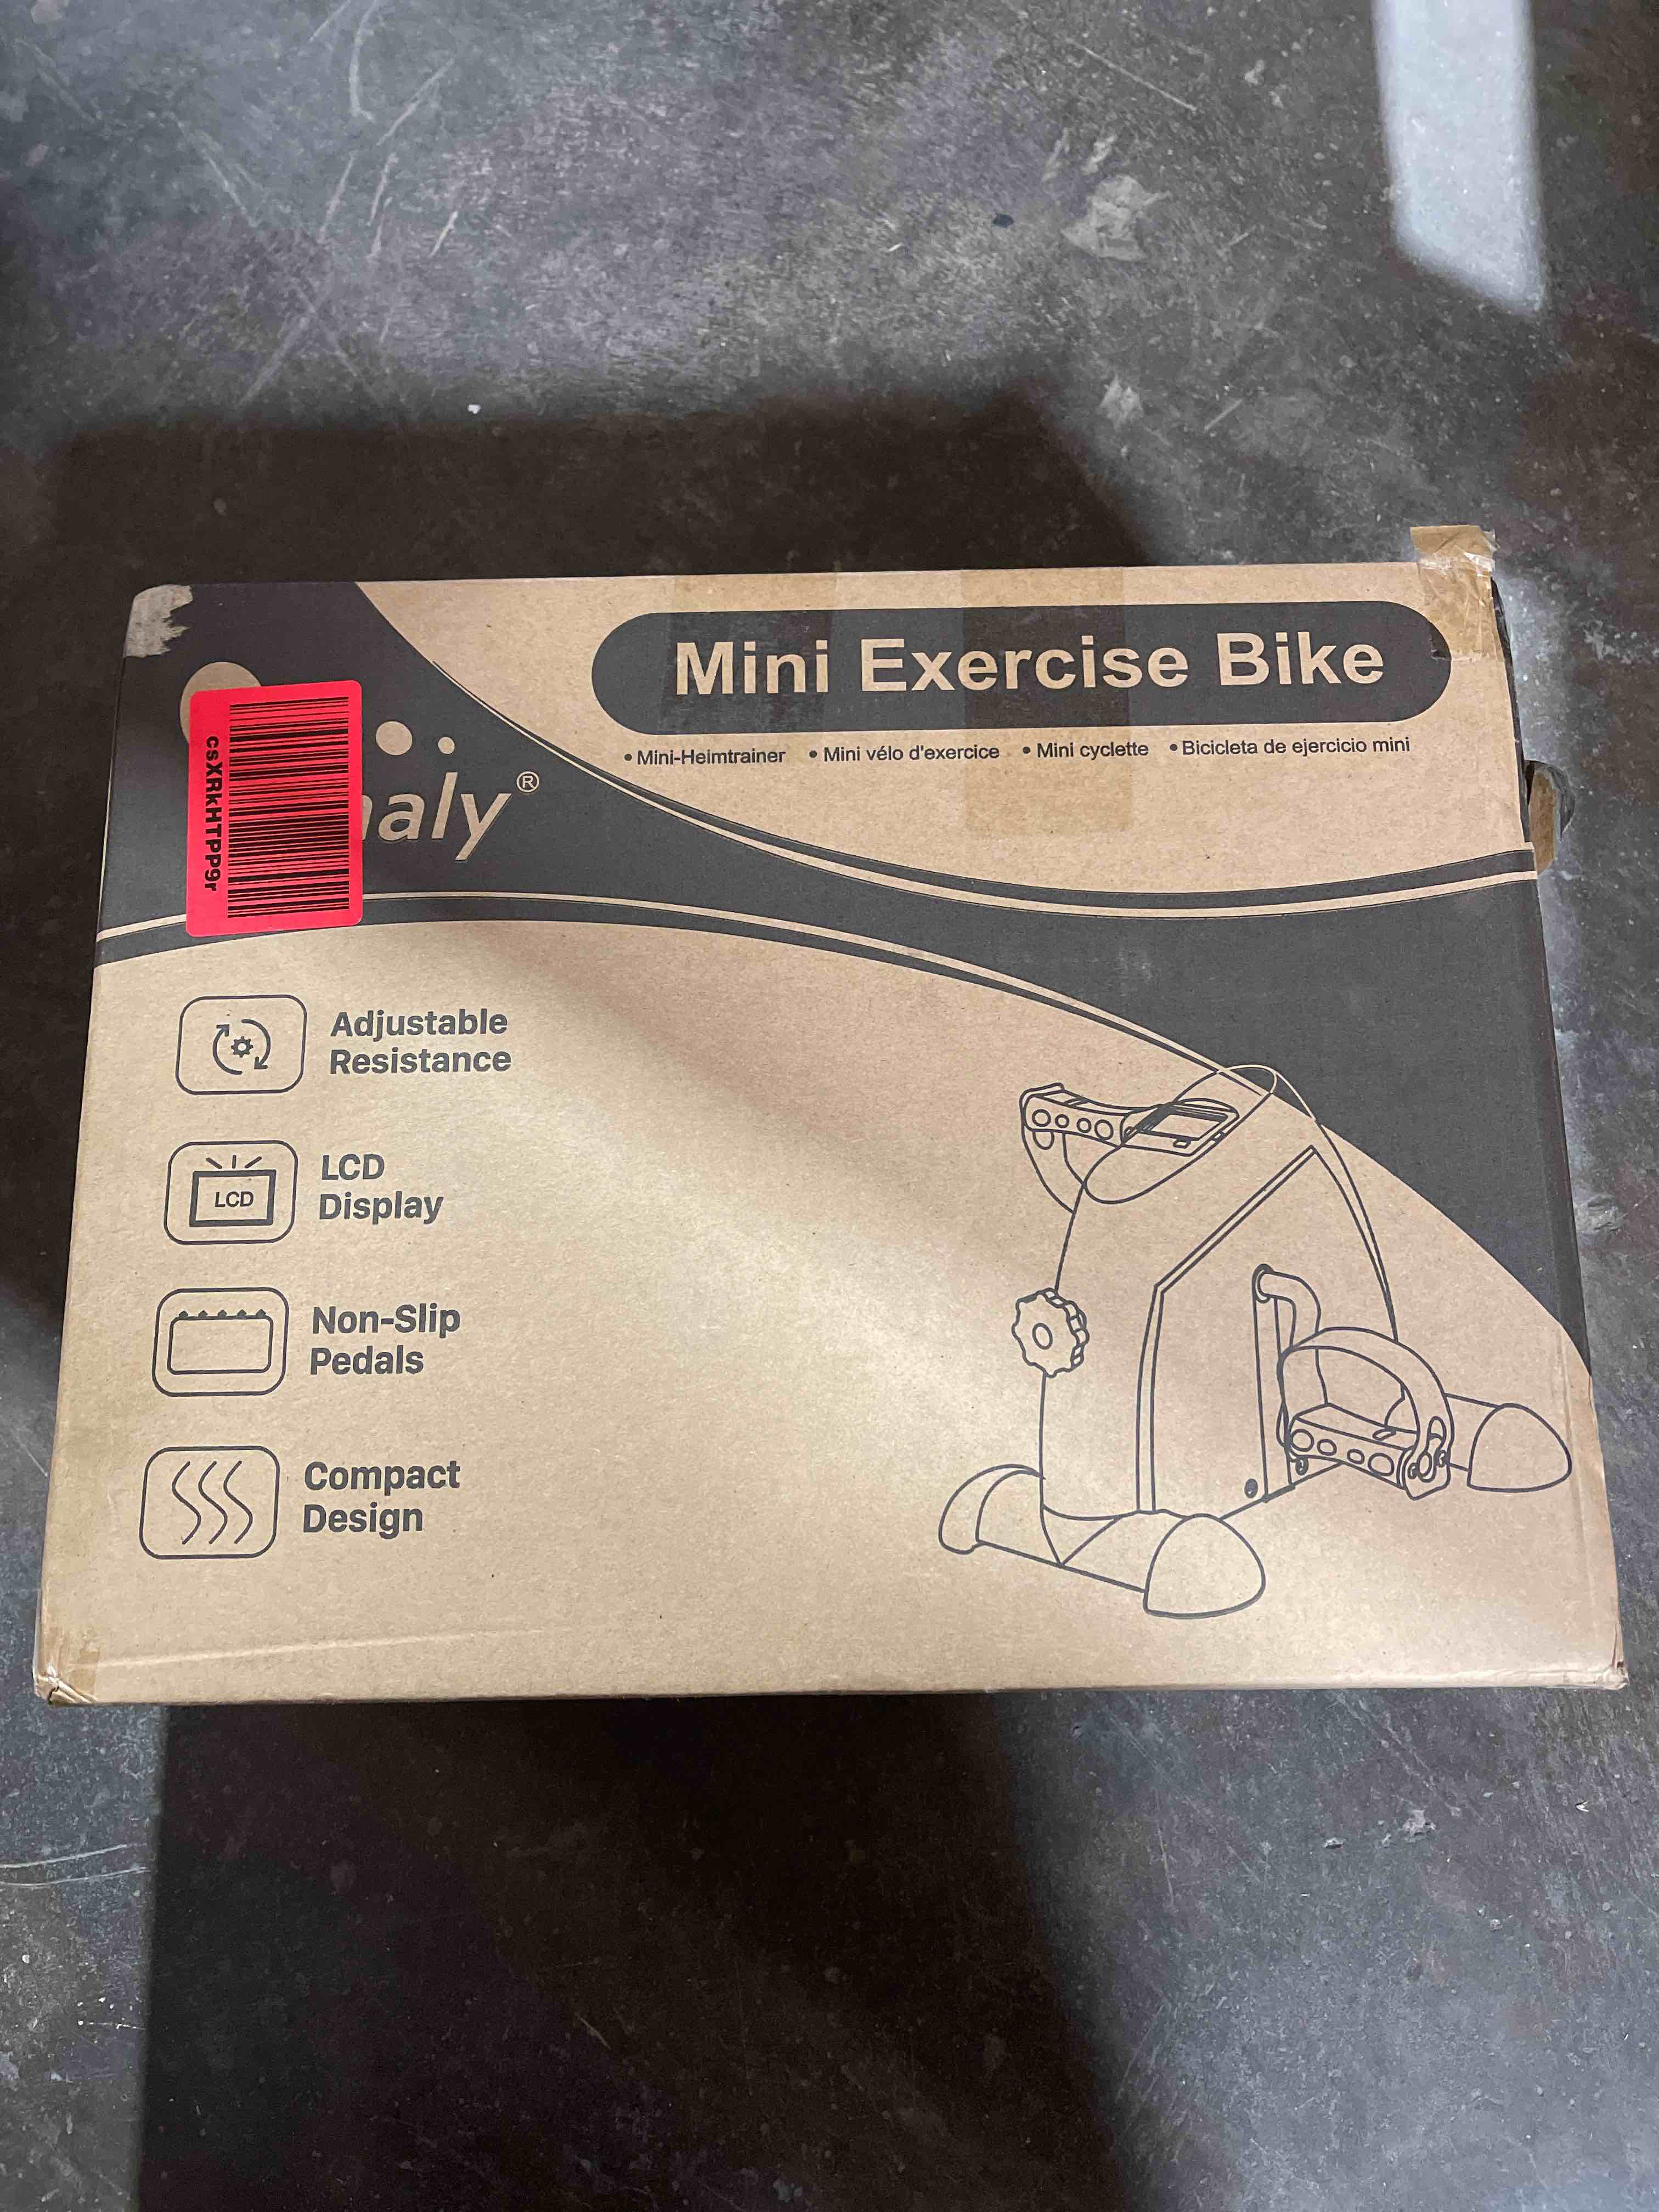 Mini Exercise Bike
• Mini-Heimtrainer • Mini vélo d'exercice • Mini cyclette • Bicicleta de ejercicio mini
®
csXRkHTPP9r
Adjustable
Resistance
LCD
LCD
Display
Non-Slip
Pedals
Compact
Design